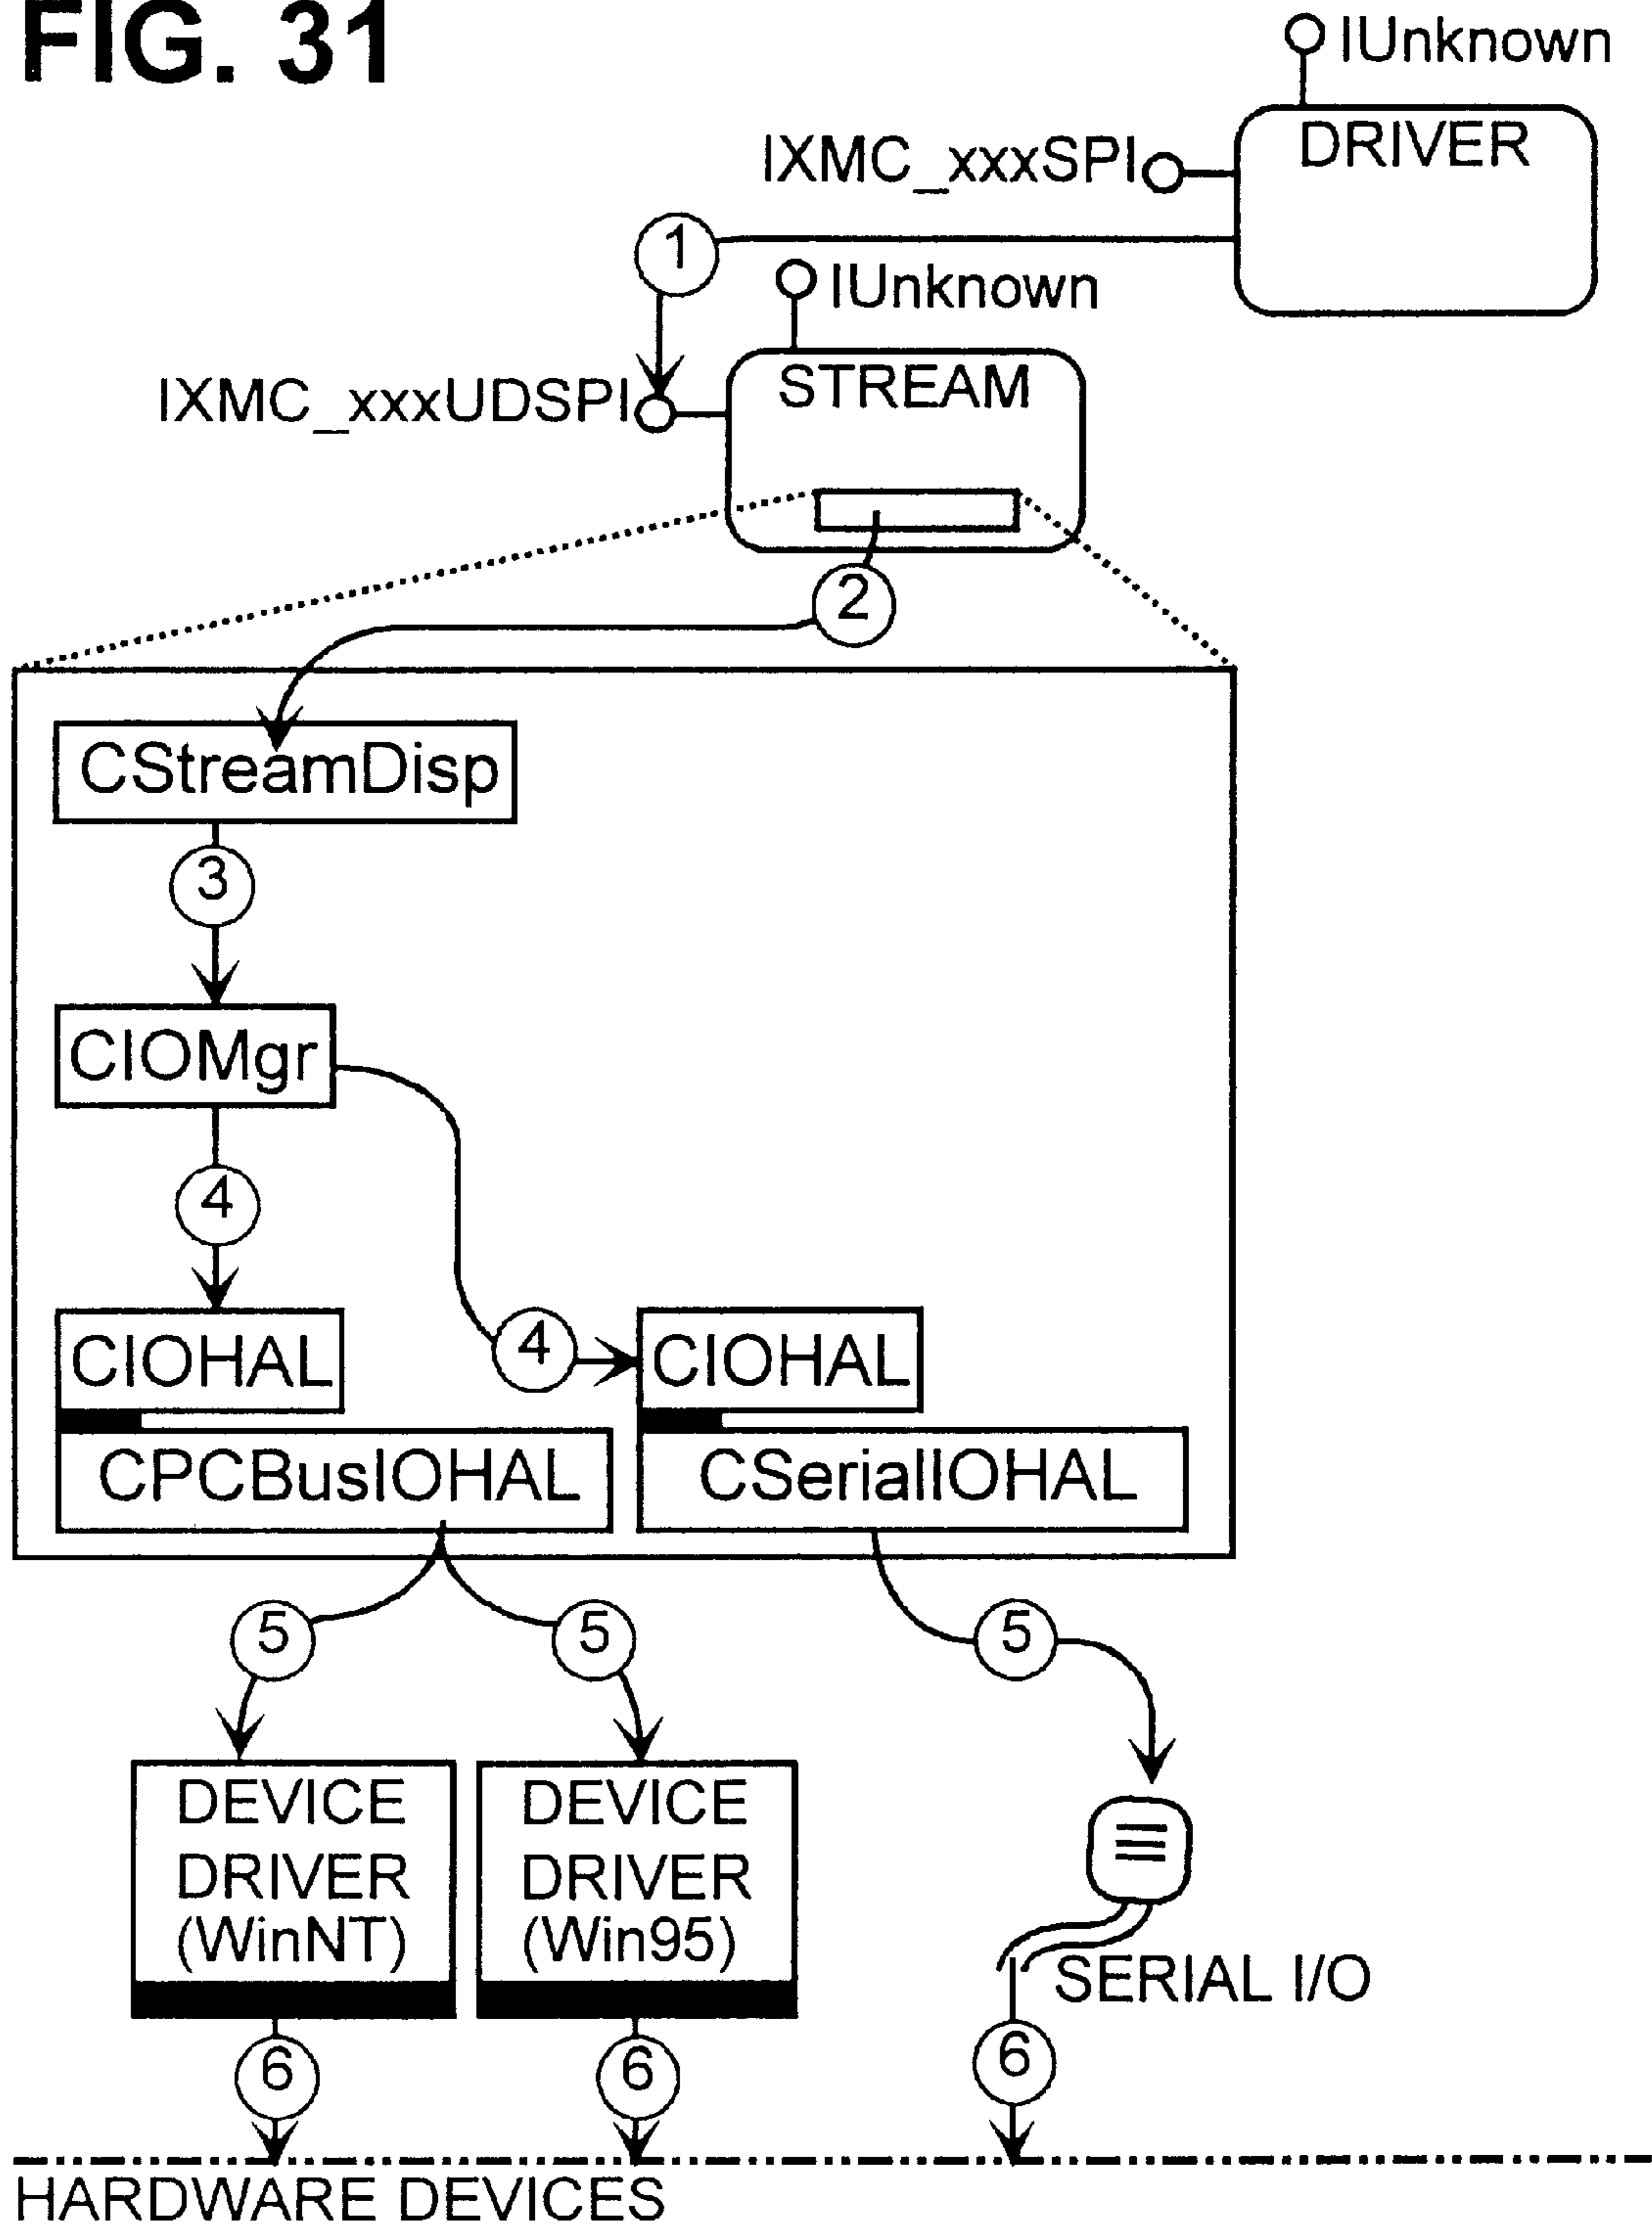 FIG. 31
IUnknown
DRIVER
IXMC_xxxSPI
1
IUnknown
STREAM
IXMC_xxxUDSPI
2
CStreamDisp
3
CIOMgr
4
4
CIOHAL
CIOHAL
CPCBusIOHAL
CSerialIOHAL
5
5
5
DEVICE
DRIVER
(WinNT)
DEVICE
DRIVER
(Win95)
SERIAL I/O
6
6
6
HARDWARE DEVICES